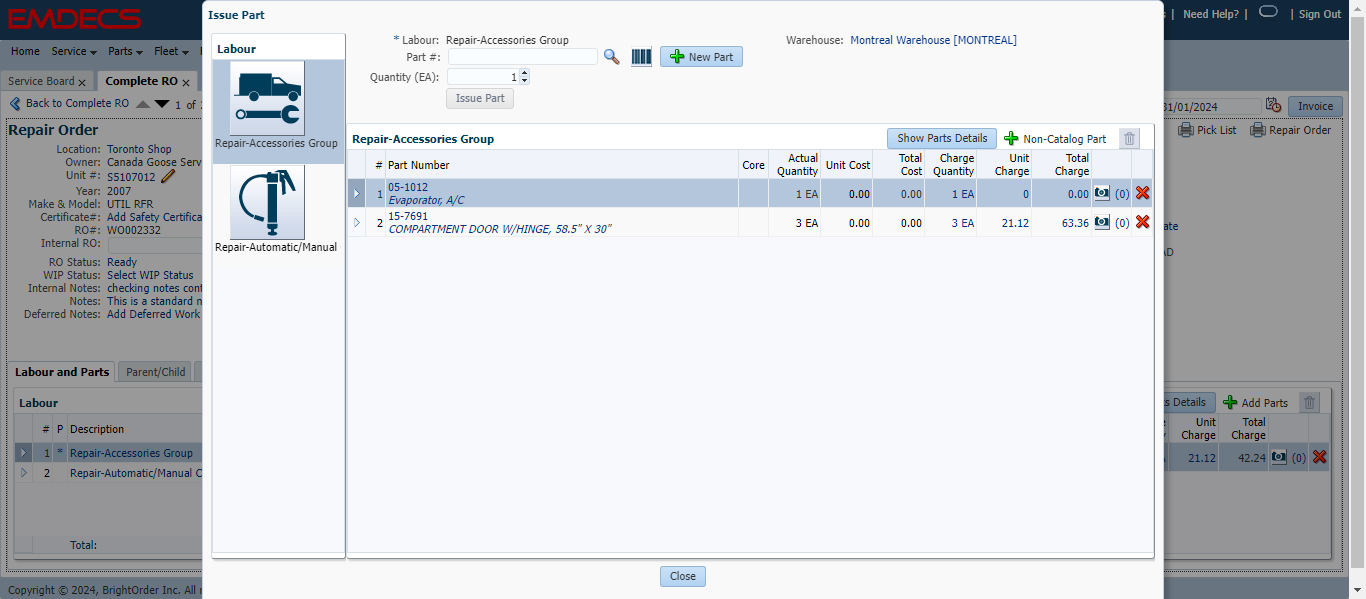 EMDECS
Need Help? | | Sign Out
Home Service Parts Fleet
Service Board x Complete RO x
Back to Complete RO 1 of
31/01/2024 Invoice
Pick List Repair Order
Repair Order
Location: Toronto Shop
Owner: Canada Goose Serv
Unit #: S5107012
Year: 2007
Make & Model: UTIL RFR
Certificate#: Add Safety Certifica
RO#: WO002332
Internal RO:
RO Status: Ready
WIP Status: Select WIP Status
Internal Notes: checking notes cont
Notes: This is a standard n
Deferred Notes: Add Deferred Work
Labour and Parts Parent/Child
Labour
# P Description
1 * Repair-Accessories Group
2 Repair-Automatic/Manual C
Total:
Copyright © 2024, BrightOrder Inc. All r
Issue Part
Labour
Repair-Accessories Group
Repair-Automatic/Manual
* Labour: Repair-Accessories Group Warehouse: Montreal Warehouse [MONTREAL]
Part #: New Part
Quantity (EA): 1
Issue Part
Repair-Accessories Group Show Parts Details Non-Catalog Part
# Part Number Core Actual Quantity Unit Cost Total Cost Charge Quantity Unit Charge Total Charge
1 05-1012 1 EA 0.00 0.00 1 EA 0 0.00 (0)
Evaporator, A/C
2 15-7691 3 EA 0.00 0.00 3 EA 21.12 63.36 (0)
COMPARTMENT DOOR W/HINGE, 58.5" X 30"
Close
ate
AD
s Details Add Parts
Unit Charge Total Charge
21.12 42.24 (0)